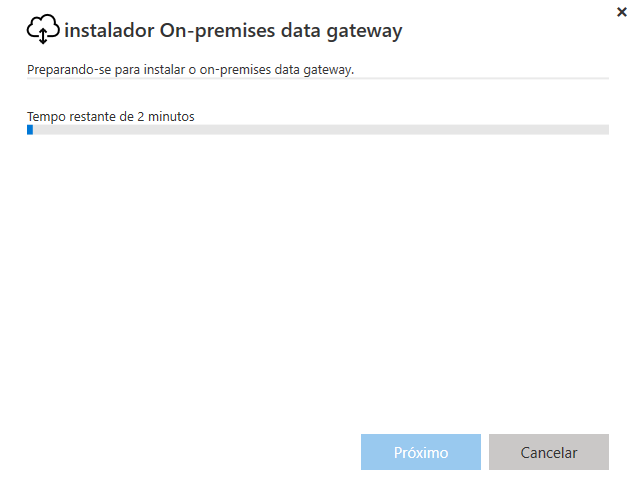 instalador On-premises data gateway
Preparando-se para instalar o on-premises data gateway.
Tempo restante de 2 minutos
Próximo
Cancelar